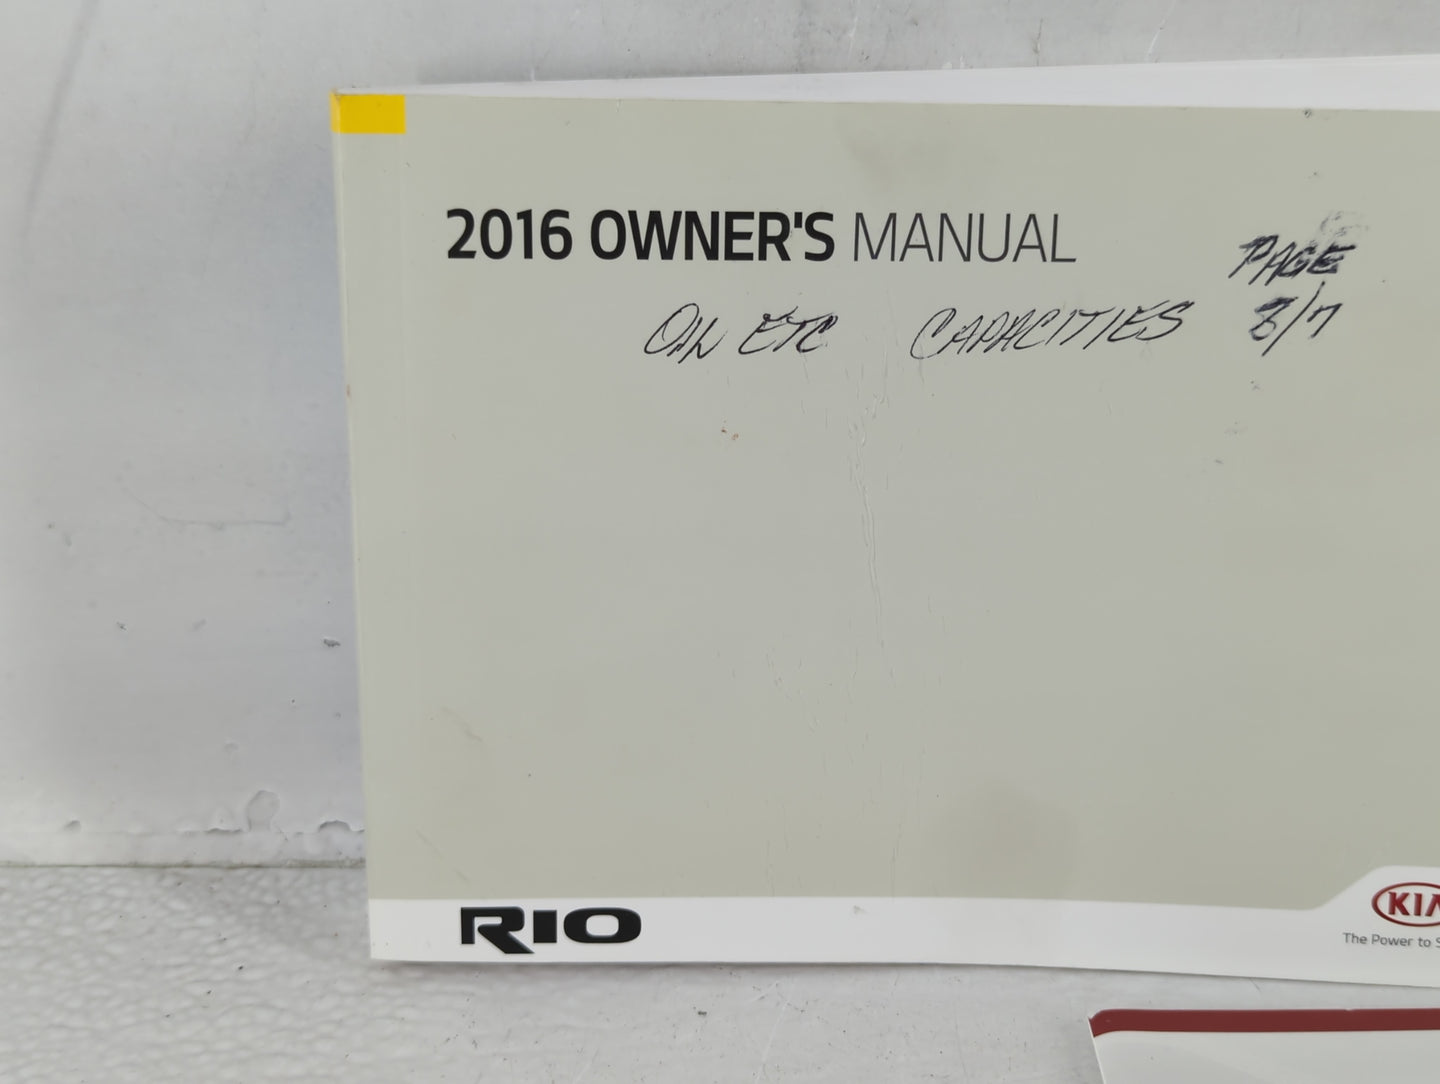 2016 OWNER'S MANUAL
PAGE
OIL ETC CAPACITIES 8/7
RIO
KIA
The Power to S